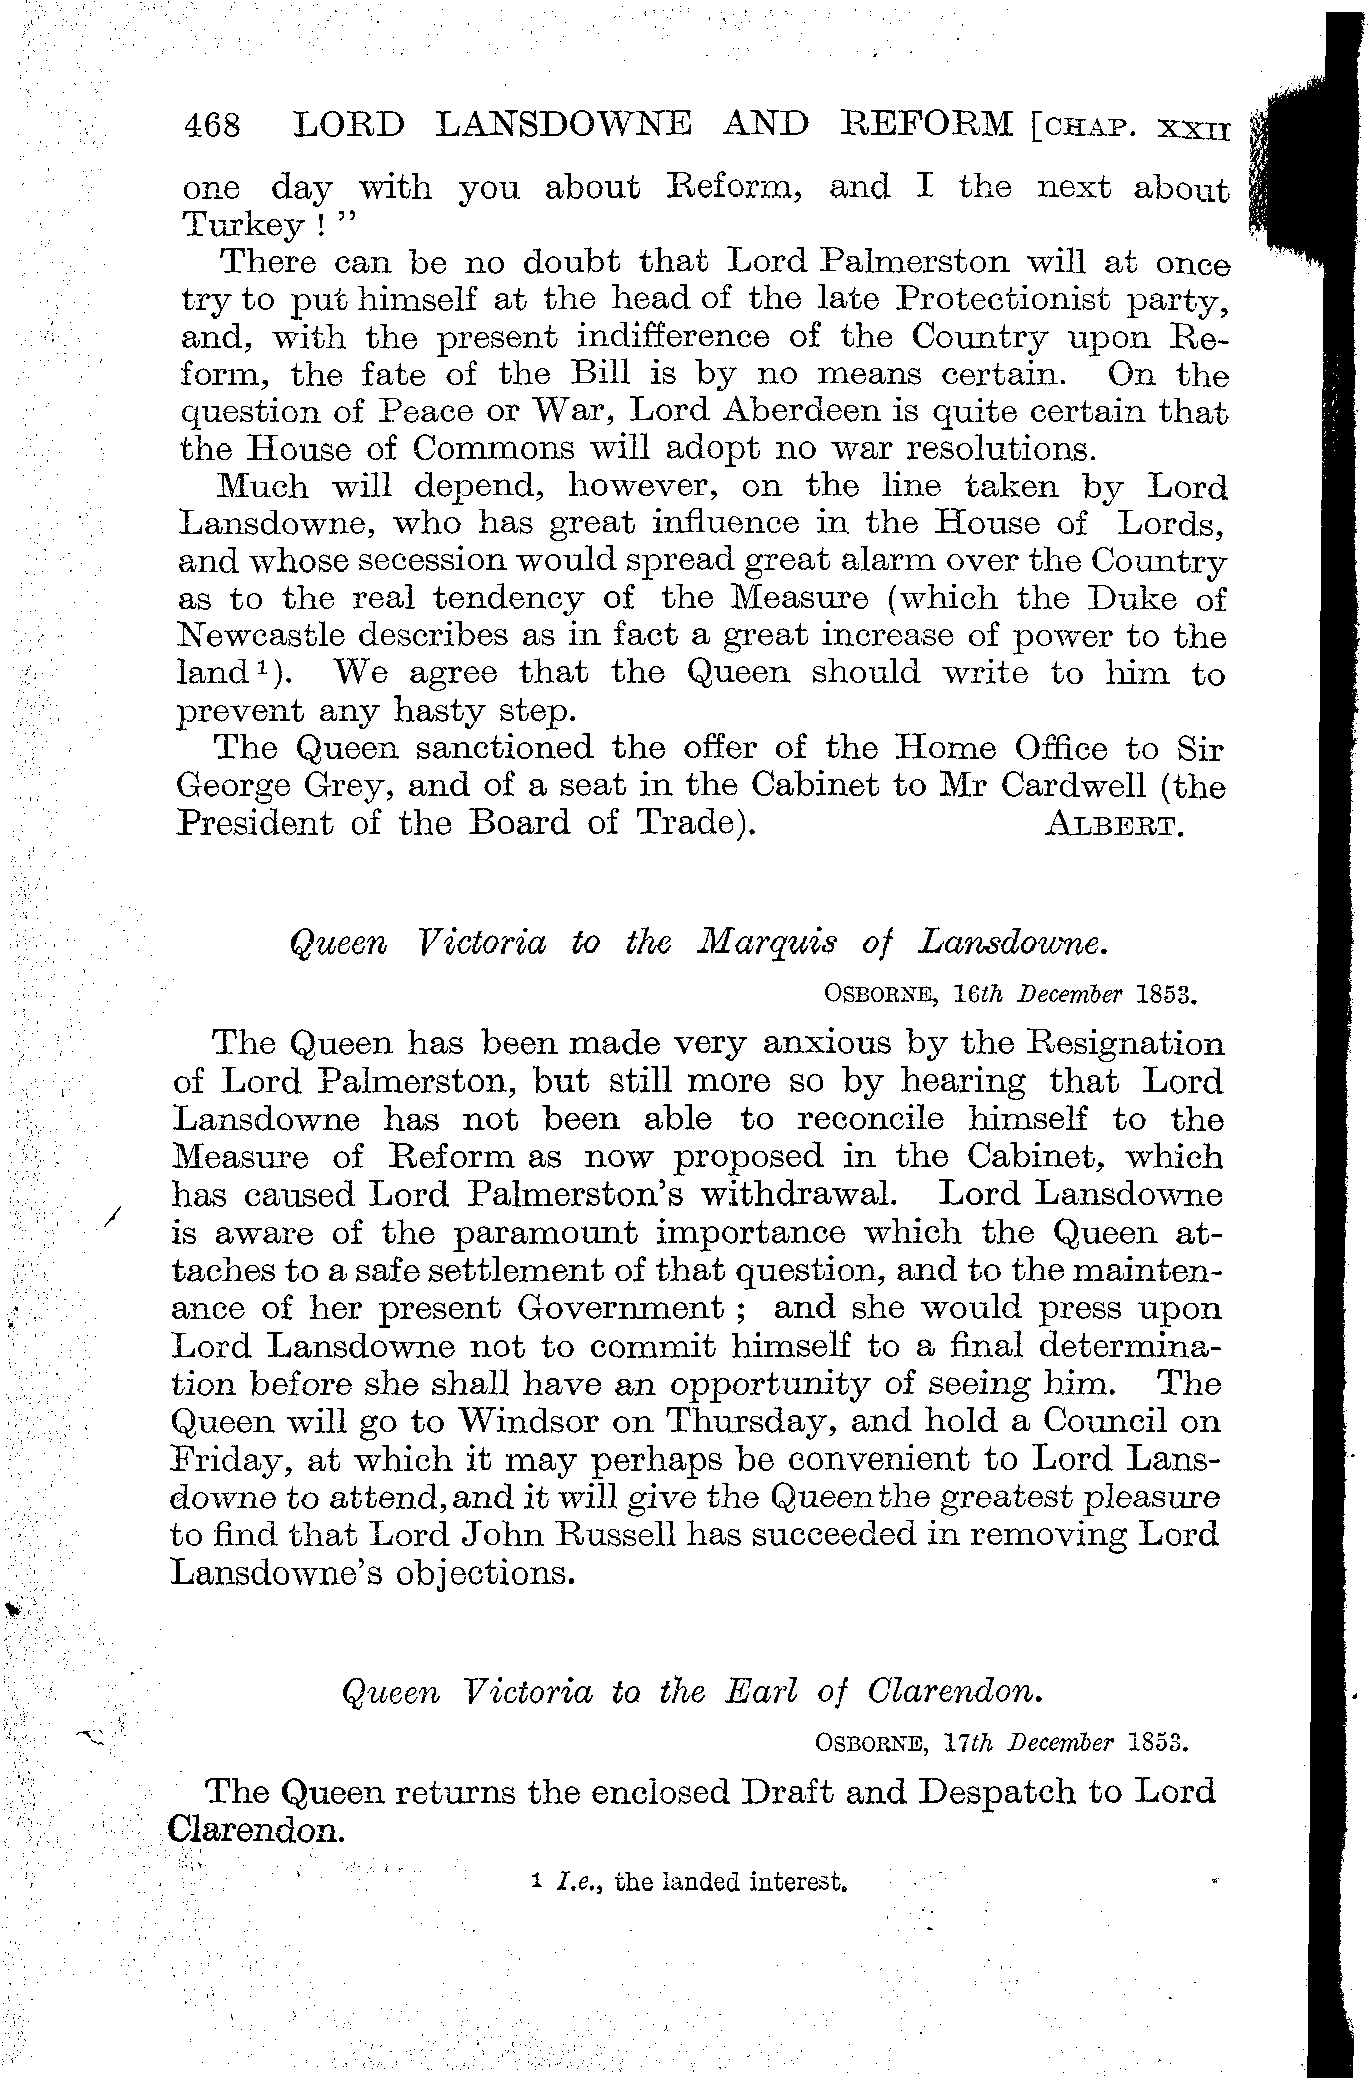 468 LORD LANSDOWNE AND REFORM [CHAP. XXII
one day with you about Reform, and I the next about
Turkey ! ”
There can be no doubt that Lord Palmerston will at once
try to put himself at the head of the late Protectionist party,
and, with the present indifference of the Country upon Re-
form, the fate of the Bill is by no means certain. On the
question of Peace or War, Lord Aberdeen is quite certain that
the House of Commons will adopt no war resolutions.
Much will depend, however, on the line taken by Lord
Lansdowne, who has great influence in the House of Lords,
and whose secession would spread great alarm over the Country
as to the real tendency of the Measure (which the Duke of
Newcastle describes as in fact a great increase of power to the
land¹). We agree that the Queen should write to him to
prevent any hasty step.
The Queen sanctioned the offer of the Home Office to Sir
George Grey, and of a seat in the Cabinet to Mr Cardwell (the
President of the Board of Trade). ALBERT.
Queen Victoria to the Marquis of Lansdowne.
OSBORNE, 16th December 1853.
The Queen has been made very anxious by the Resignation
of Lord Palmerston, but still more so by hearing that Lord
Lansdowne has not been able to reconcile himself to the
Measure of Reform as now proposed in the Cabinet, which
has caused Lord Palmerston’s withdrawal. Lord Lansdowne
is aware of the paramount importance which the Queen at-
taches to a safe settlement of that question, and to the mainten-
ance of her present Government ; and she would press upon
Lord Lansdowne not to commit himself to a final determina-
tion before she shall have an opportunity of seeing him. The
Queen will go to Windsor on Thursday, and hold a Council on
Friday, at which it may perhaps be convenient to Lord Lans-
downe to attend, and it will give the Queen the greatest pleasure
to find that Lord John Russell has succeeded in removing Lord
Lansdowne’s objections.
Queen Victoria to the Earl of Clarendon.
OSBORNE, 17th December 1853.
The Queen returns the enclosed Draft and Despatch to Lord
Clarendon.
1 I.e., the landed interest.